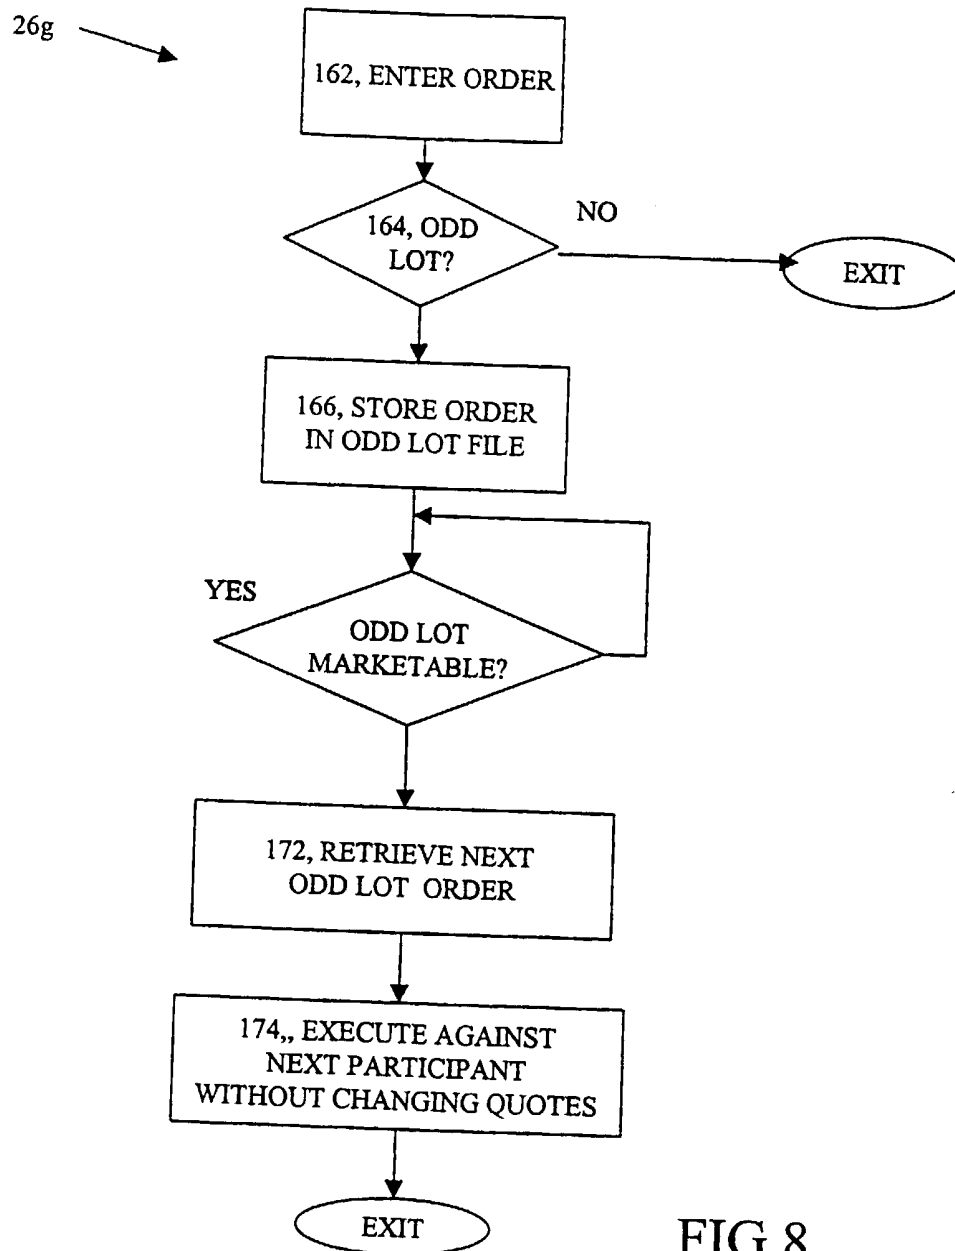 26g
162, ENTER ORDER
164, ODD
LOT?
NO
EXIT
166, STORE ORDER
IN ODD LOT FILE
YES
ODD LOT
MARKETABLE?
172, RETRIEVE NEXT
ODD LOT ORDER
174,, EXECUTE AGAINST
NEXT PARTICIPANT
WITHOUT CHANGING QUOTES
EXIT
FIG.8